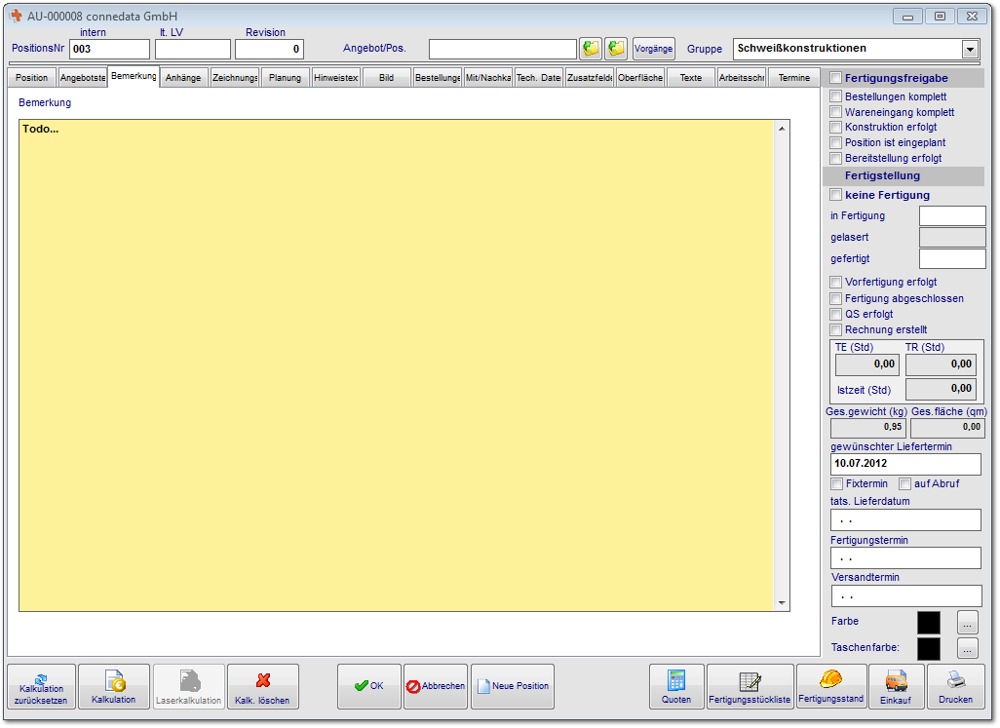 AU-000008 connedata GmbH
intern lt. LV Revision
PositionsNr 003 0 Angebot/Pos. Vorgänge Gruppe Schweißkonstruktionen
Position Angebotste Bemerkung Anhänge Zeichnungs Planung Hinweistex Bild Bestellunge Mit/Nachka Tech. Date Zusatzfelde Oberfläche Texte Arbeitsschr Termine
Bemerkung
Todo...
Fertigungsfreigabe
Bestellungen komplett
Wareneingang komplett
Konstruktion erfolgt
Position ist eingeplant
Bereitstellung erfolgt
Fertigstellung
keine Fertigung
in Fertigung
gelasert
gefertigt
Vorfertigung erfolgt
Fertigung abgeschlossen
QS erfolgt
Rechnung erstellt
TE (Std) TR (Std)
0,00 0,00
Istzeit (Std) 0,00
Ges.gewicht (kg) Ges.fläche (qm)
0,95 0,00
gewünschter Liefertermin
10.07.2012
Fixtermin auf Abruf
tats. Lieferdatum
. .
Fertigungstermin
. .
Versandtermin
. .
Farbe ...
Taschenfarbe: ...
Kalkulation zurücksetzen Kalkulation Laserkalkulation Kalk. löschen OK Abbrechen Neue Position Quoten Fertigungsstückliste Fertigungsstand Einkauf Drucken